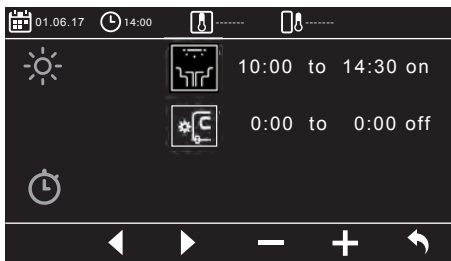 01.06.17 14:00 ------- -------
10:00 to 14:30 on
0:00 to 0:00 off